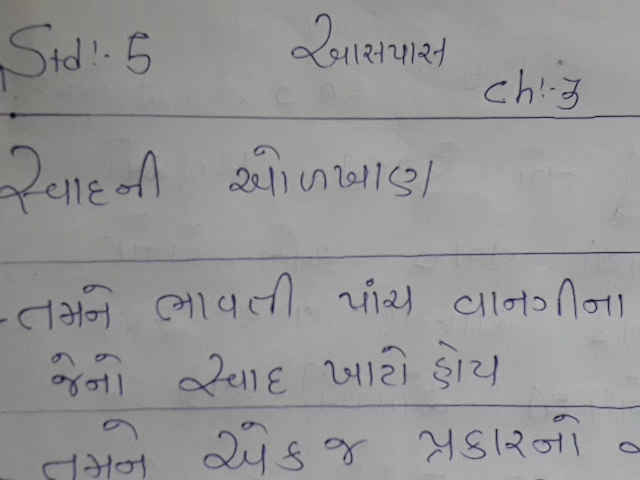 Std:- 5 આસપાસ
ch:-3
સ્વાદની ઓળખાણ
-તમને ભાવતી પાંચ વાનગીના
જેનો સ્વાદ ખાટો હોય
તમને એક જ પ્રકારનો